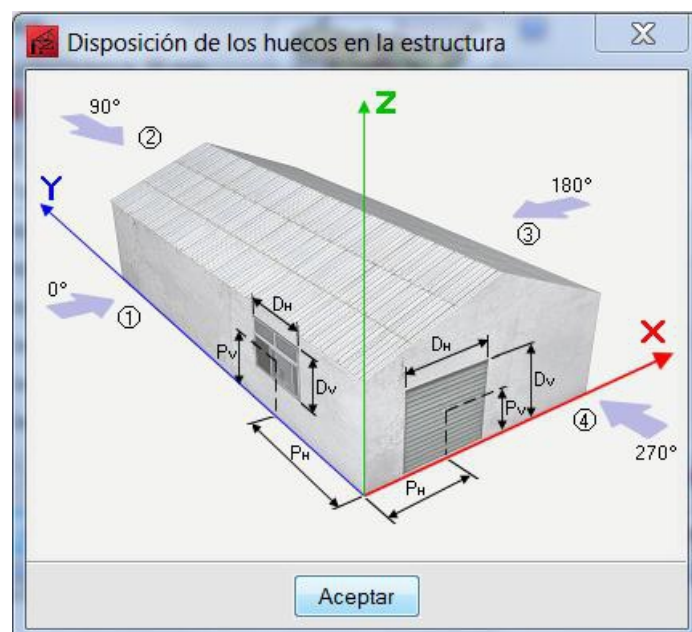 Disposición de los huecos en la estructura
90°
②
Z
Y
180°
③
0°
①
DH
PV
DV
X
DH
DV
PV
④
PH
270°
PH
Aceptar